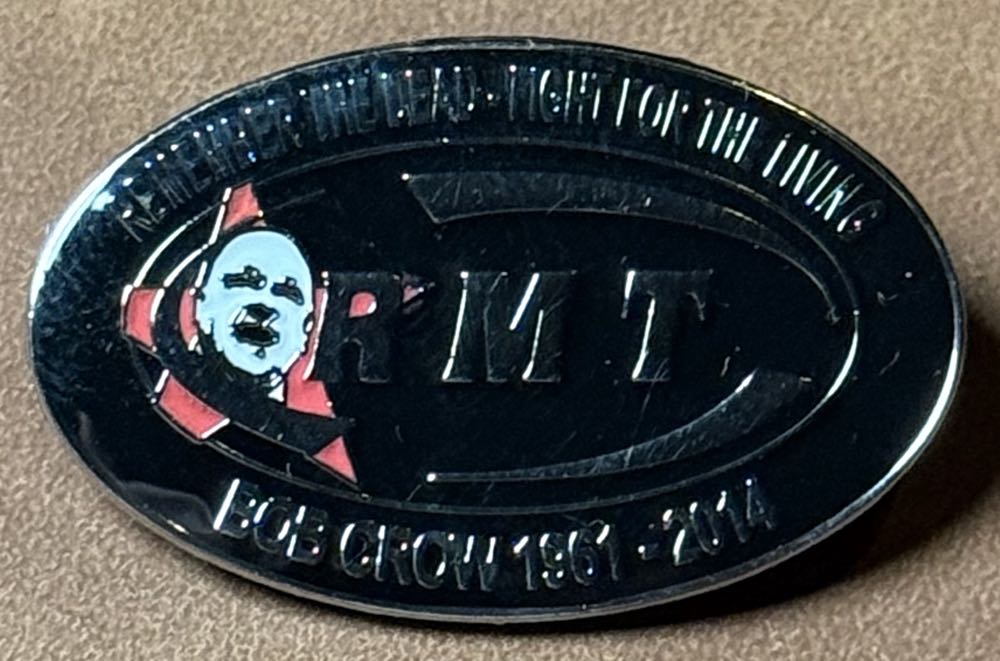 REMEMBER THE DEAD - FIGHT FOR THE LIVING
RMT
BOB CROW 1961 - 2014